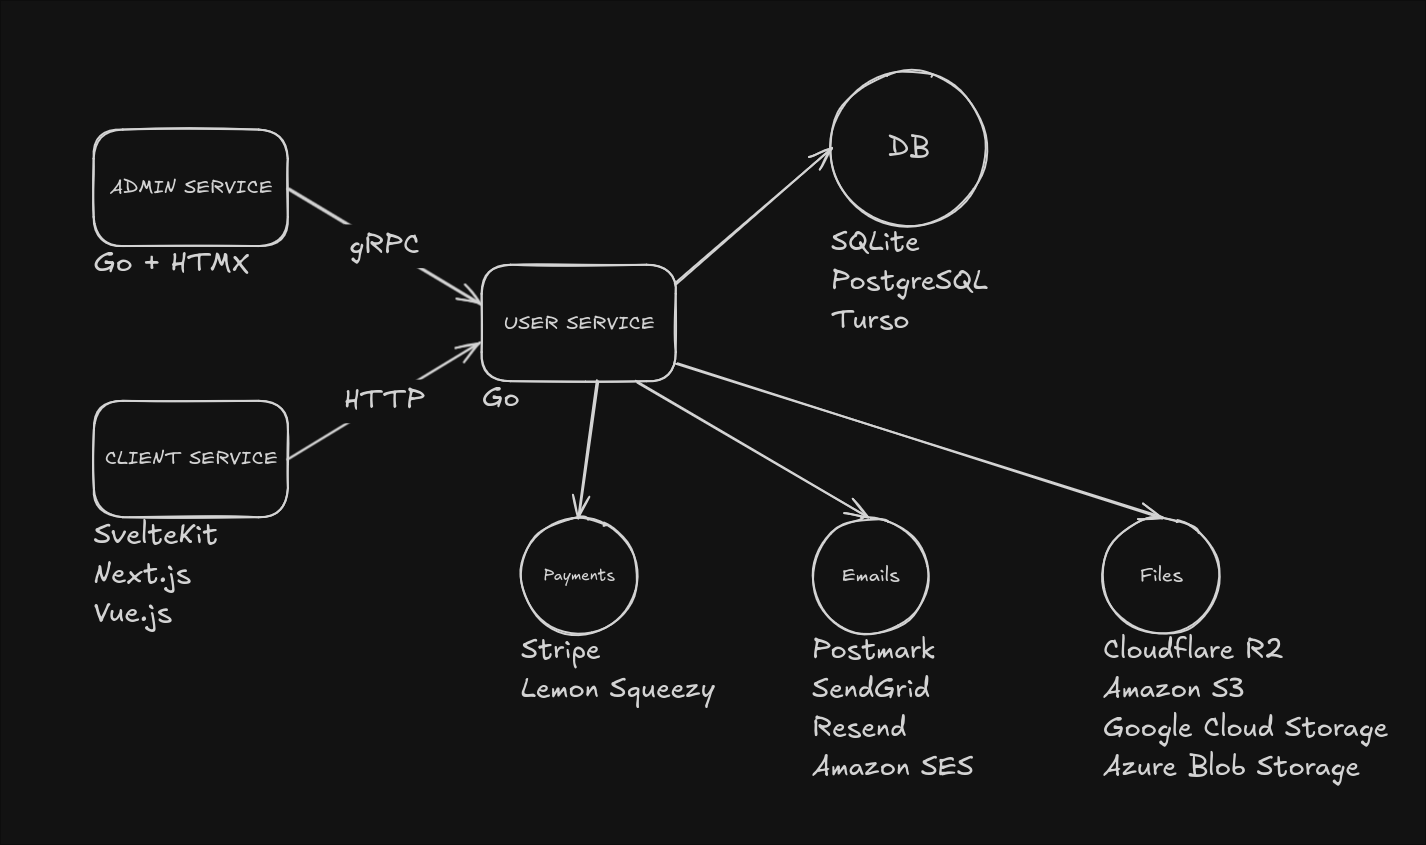 DB
ADMIN SERVICE
Go + HTMX
gRPC
SQLite
PostgreSQL
Turso
USER SERVICE
Go
HTTP
CLIENT SERVICE
SvelteKit
Next.js
Vue.js
Payments
Stripe
Lemon Squeezy
Emails
Postmark
SendGrid
Resend
Amazon SES
Files
Cloudflare R2
Amazon S3
Google Cloud Storage
Azure Blob Storage